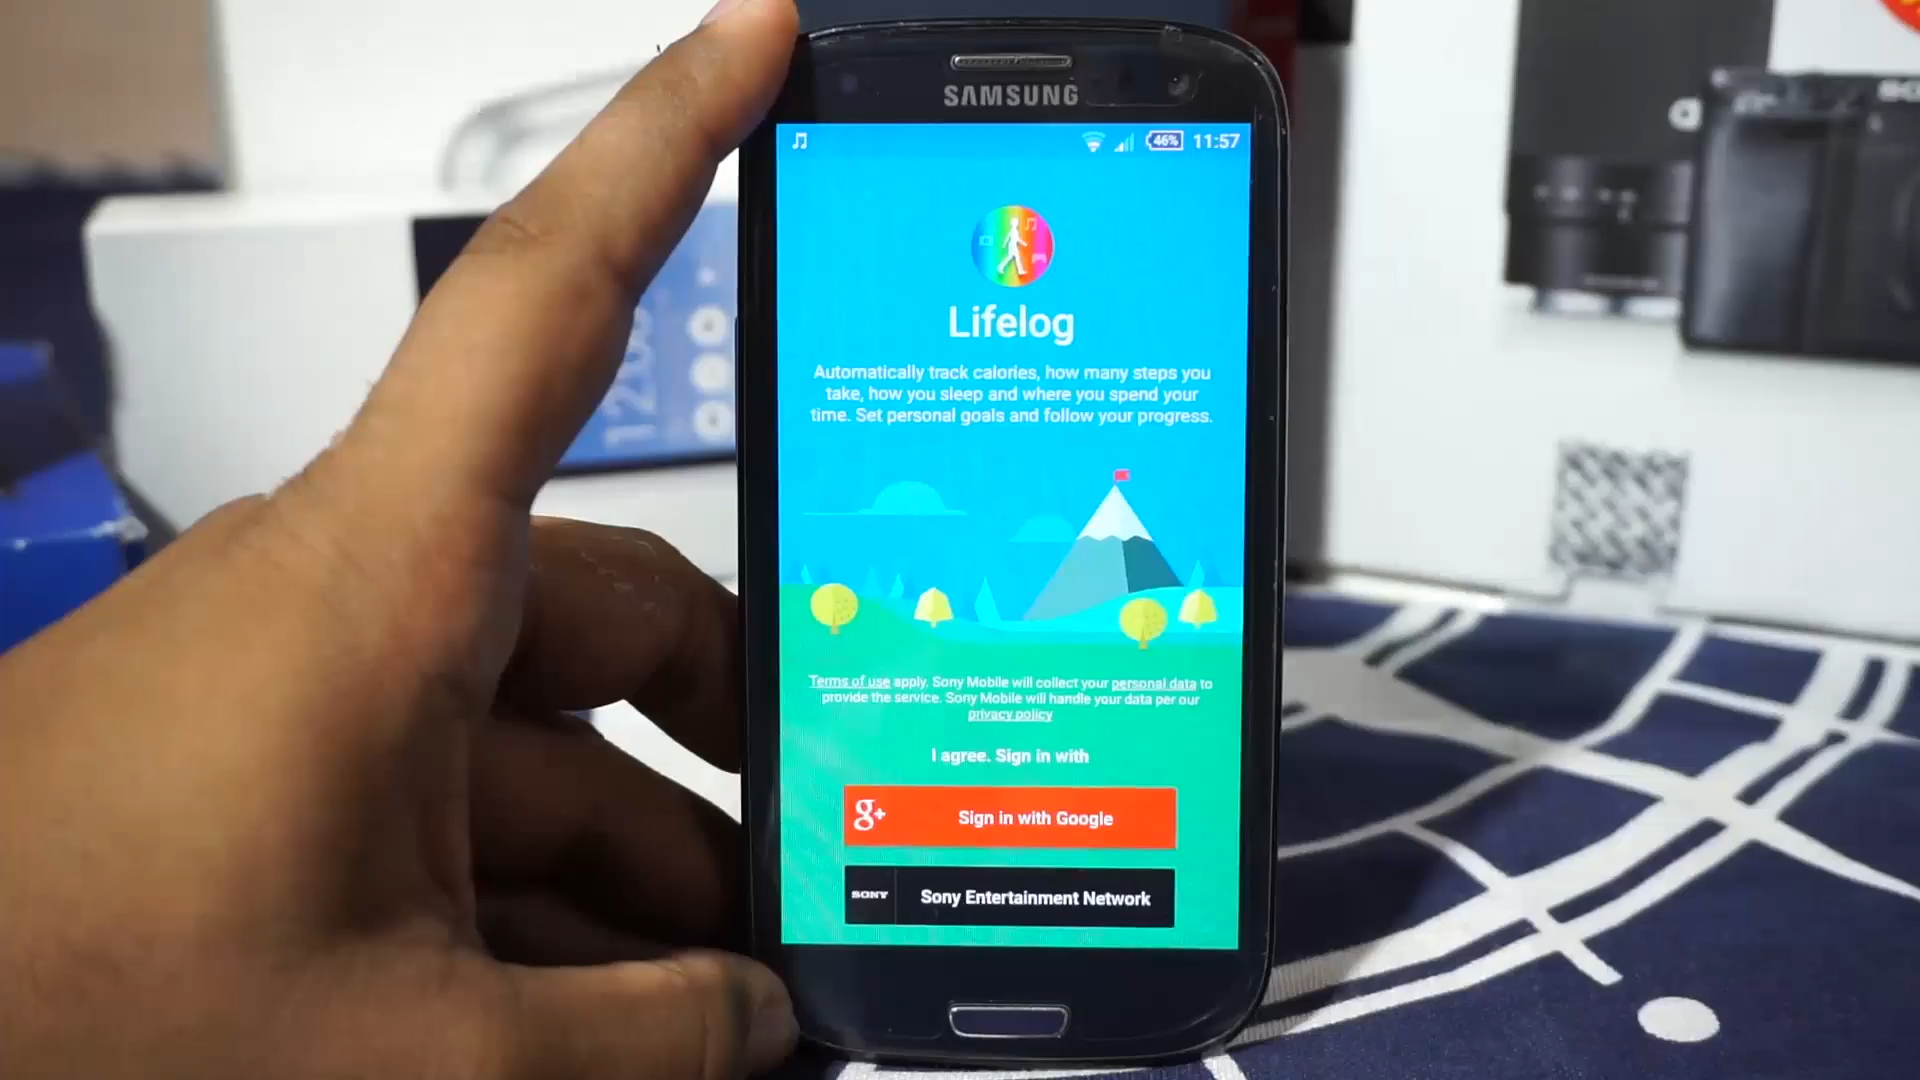 SAMSUNG
46% 11:57
Lifelog
Automatically track calories, how many steps you
take, how you sleep and where you spend your
time. Set personal goals and follow your progress.
Terms of use apply. Sony Mobile will collect your personal data to
provide the service. Sony Mobile will handle your data per our
privacy policy
I agree. Sign in with
g+ Sign in with Google
SONY Sony Entertainment Network